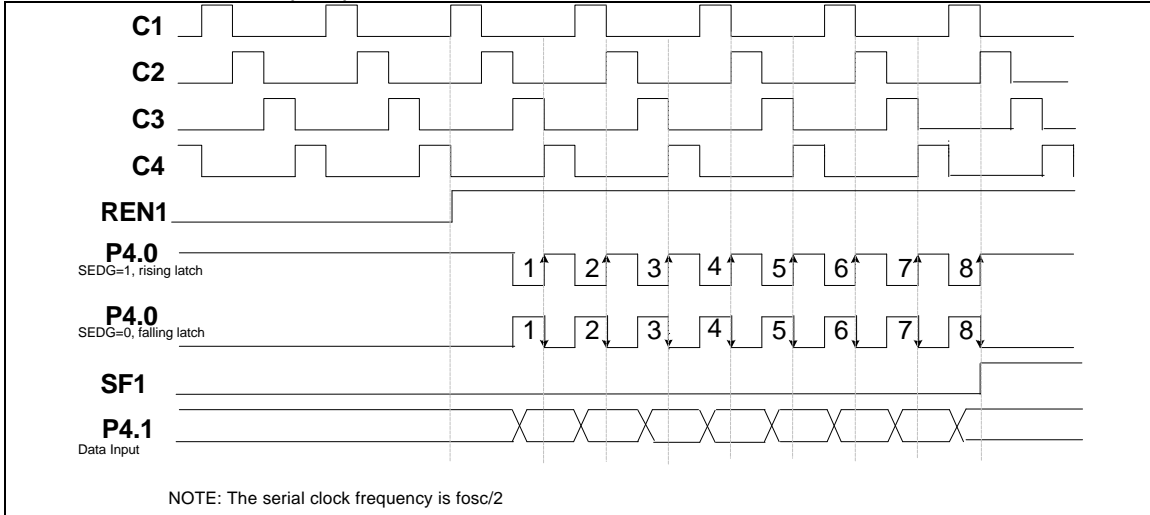 C1
C2
C3
C4
REN1
P4.0
SEDG=1, rising latch
1 2 3 4 5 6 7 8
P4.0
SEDG=0, falling latch
1 2 3 4 5 6 7 8
SF1
P4.1
Data Input
NOTE: The serial clock frequency is fosc/2